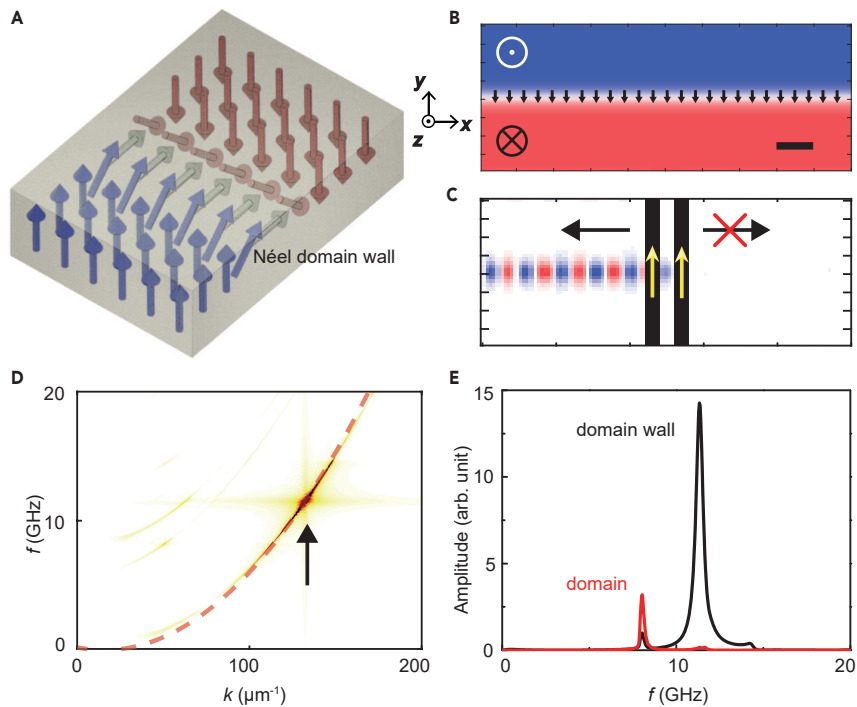 A
Néel domain wall
B
y
z
x
C
D
20
10
0
f (GHz)
0
100
200
k (µm⁻¹)
E
15
10
5
0
Amplitude (arb. unit)
domain wall
domain
0
10
20
f (GHz)